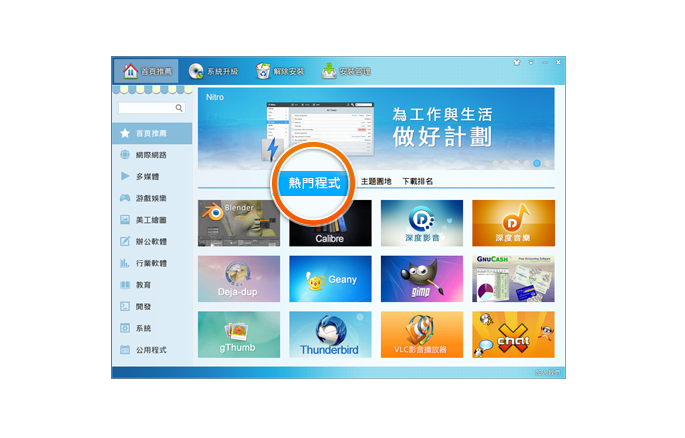 首頁推薦 系統升級 解除安裝 安裝管理
首頁推薦
網際網路
多媒體
游戲娛樂
美工繪圖
辦公軟體
行業軟體
教育
開發
系統
公用程式
Nitro
為工作與生活
做好計劃
熱門程式 主題園地 下載排名
Blender
Calibre
深度影音
深度音樂
Deja-dup
Geany
gimp
GNUCASH
gThumb
Thunderbird
VLC影音播放器
X chat
加入我們